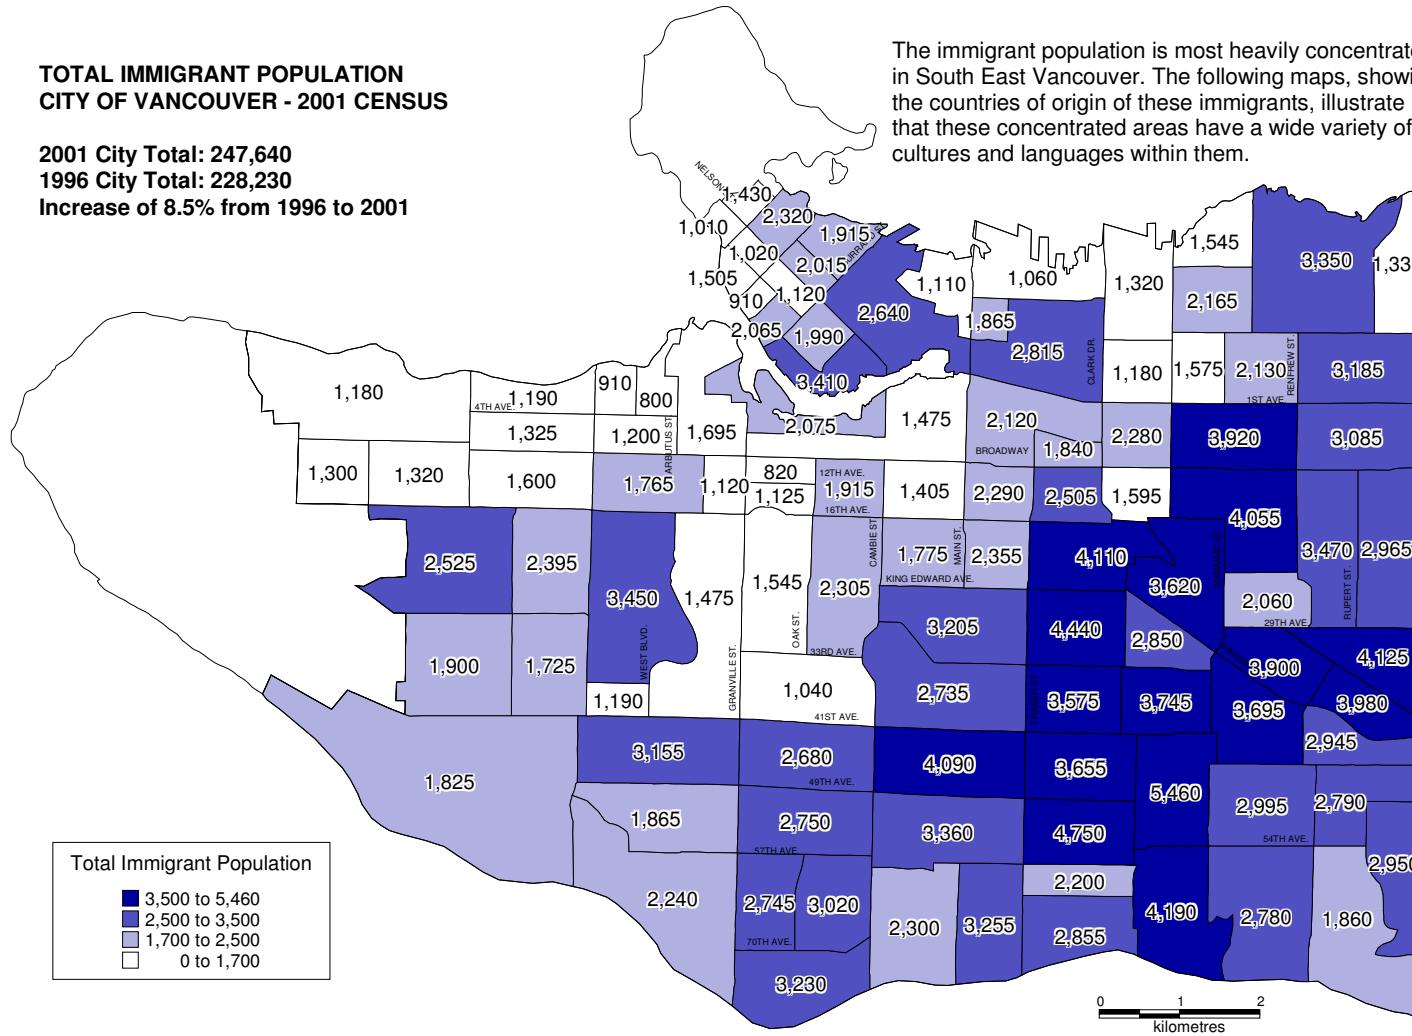 TOTAL IMMIGRANT POPULATION
CITY OF VANCOUVER - 2001 CENSUS
2001 City Total: 247,640
1996 City Total: 228,230
Increase of 8.5% from 1996 to 2001
The immigrant population is most heavily concentrate
in South East Vancouver. The following maps, showi
the countries of origin of these immigrants, illustrate
that these concentrated areas have a wide variety of
cultures and languages within them.
NELSON
1,430
2,320
1,010
1,915
BURRARD ST.
1,020
2,015
1,505
1,120
910
2,640
2,065
1,990
3,410
1,110
1,060
1,320
1,545
3,350
1,33
2,165
1,865
2,815
CLARK DR.
1,180
1,575
2,130
RENFREW ST.
3,185
1ST AVE.
1,180
1,190
4TH AVE.
910
800
1,325
1,200
ARBUTUS ST.
1,695
2,075
1,475
2,120
BROADWAY
1,840
2,280
3,920
3,085
1,300
1,320
1,600
1,765
1,120
820
1,125
12TH AVE.
1,915
16TH AVE.
1,405
2,290
2,505
1,595
4,055
2,525
2,395
3,450
WEST BLVD.
1,475
1,545
OAK ST.
2,305
CAMBIE ST.
1,775
MAIN ST.
2,355
KING EDWARD AVE.
4,110
3,620
NANAIMO ST.
3,470
2,965
RUPERT ST.
2,060
29TH AVE.
1,900
1,725
1,190
GRANVILLE ST.
33RD AVE.
1,040
41ST AVE.
3,205
2,735
4,440
2,850
3,900
4,125
3,575
3,745
3,695
3,980
2,945
1,825
3,155
2,680
49TH AVE.
4,090
3,655
5,460
2,995
54TH AVE.
2,790
1,865
2,750
57TH AVE.
3,360
4,750
2,950
2,240
2,745
3,020
70TH AVE.
2,300
3,255
2,200
2,855
4,190
2,780
1,860
3,230
Total Immigrant Population
3,500 to 5,460
2,500 to 3,500
1,700 to 2,500
0 to 1,700
0 1 2
kilometres